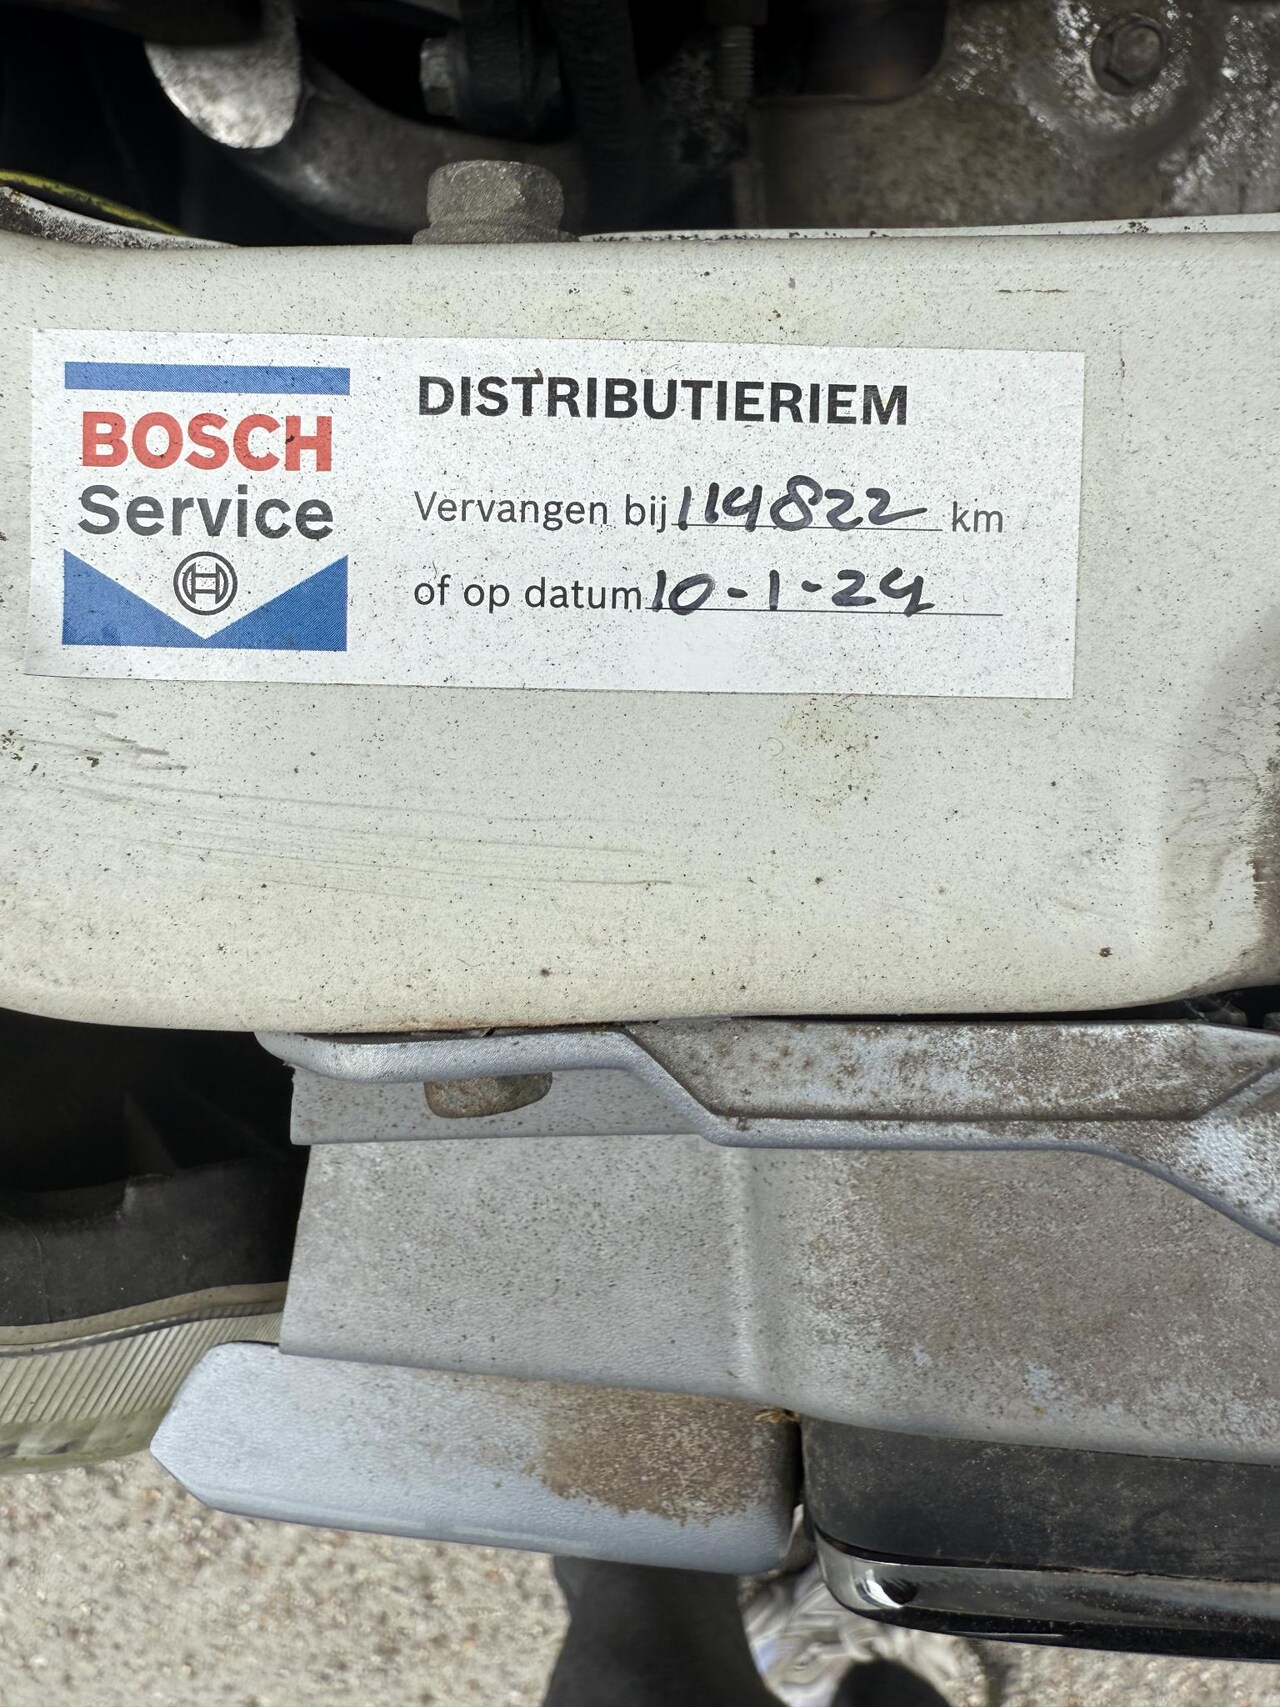 BOSCH
Service
DISTRIBUTIERIEM
Vervangen bij 114822 km
of op datum 10-1-24